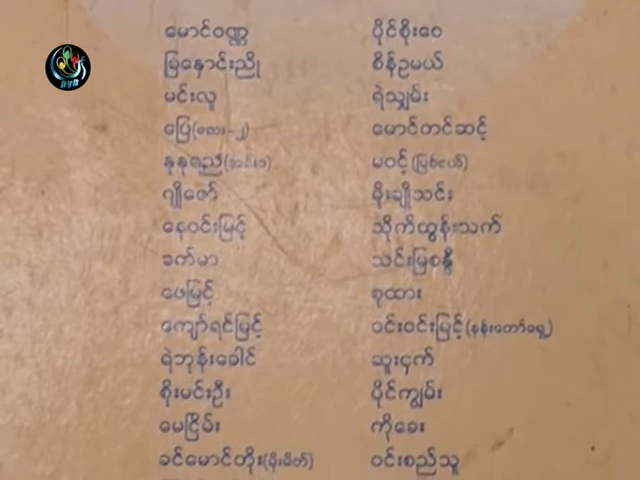 မောင်ဝဏ္ဏ ပိုင်စိုးဝေ
မြနှောင်းညို စိန်ဥမယ်
မင်းလူ ရဲသျှမ်း
ပြေ မောင်တင်ဆင့်
နုနုရည် (အင်းဝ) မဝင့် (မြစ်ငယ်)
ဂျိုဇော် မိုးချိုသင်း
နေဝင်းမြင့် သိုက်ထွန်းသက်
ခက်မာ သင်းမြစန္ဒီ
ဖေမြင့် ခုထား
ကျော်ရင်မြင့် ဝင်းဝင်းမြင့် (နန်းတော်ရှေ့)
ရဲဘုန်းခေါင် ဆူးငှက်
စိုးမင်းဦး ပိုင်ကျွမ်း
မေငြိမ်း ကိုခေး
ခင်မောင်တိုး (မိုးမိတ်) ဝင်းစည်သူ